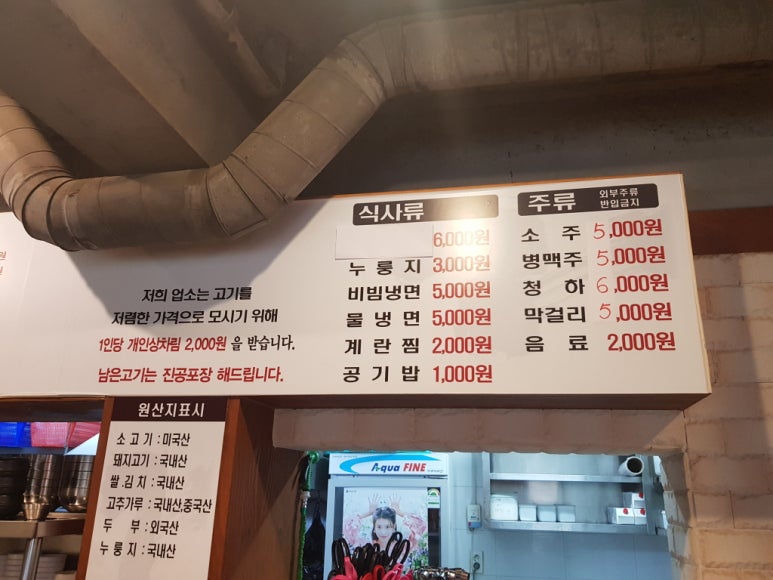 저희 업소는 고기를
저렴한 가격으로 모시기 위해
1인당 개인상차림 2,000원 을 받습니다.
남은고기는 진공포장 해드립니다.
식사류
6,000원
누룽지 3,000원
비빔냉면 5,000원
물냉면 5,000원
계란찜 2,000원
공기밥 1,000원
주류 외부주류
반입금지
소주 5,000원
병맥주 5,000원
청하 6,000원
막걸리 5,000원
음료 2,000원
원산지표시
소고기 : 미국산
돼지고기 : 국내산
쌀,김치 : 국내산
고추가루 : 국내산,중국산
두부 : 외국산
누룽지 : 국내산
Aqua FINE